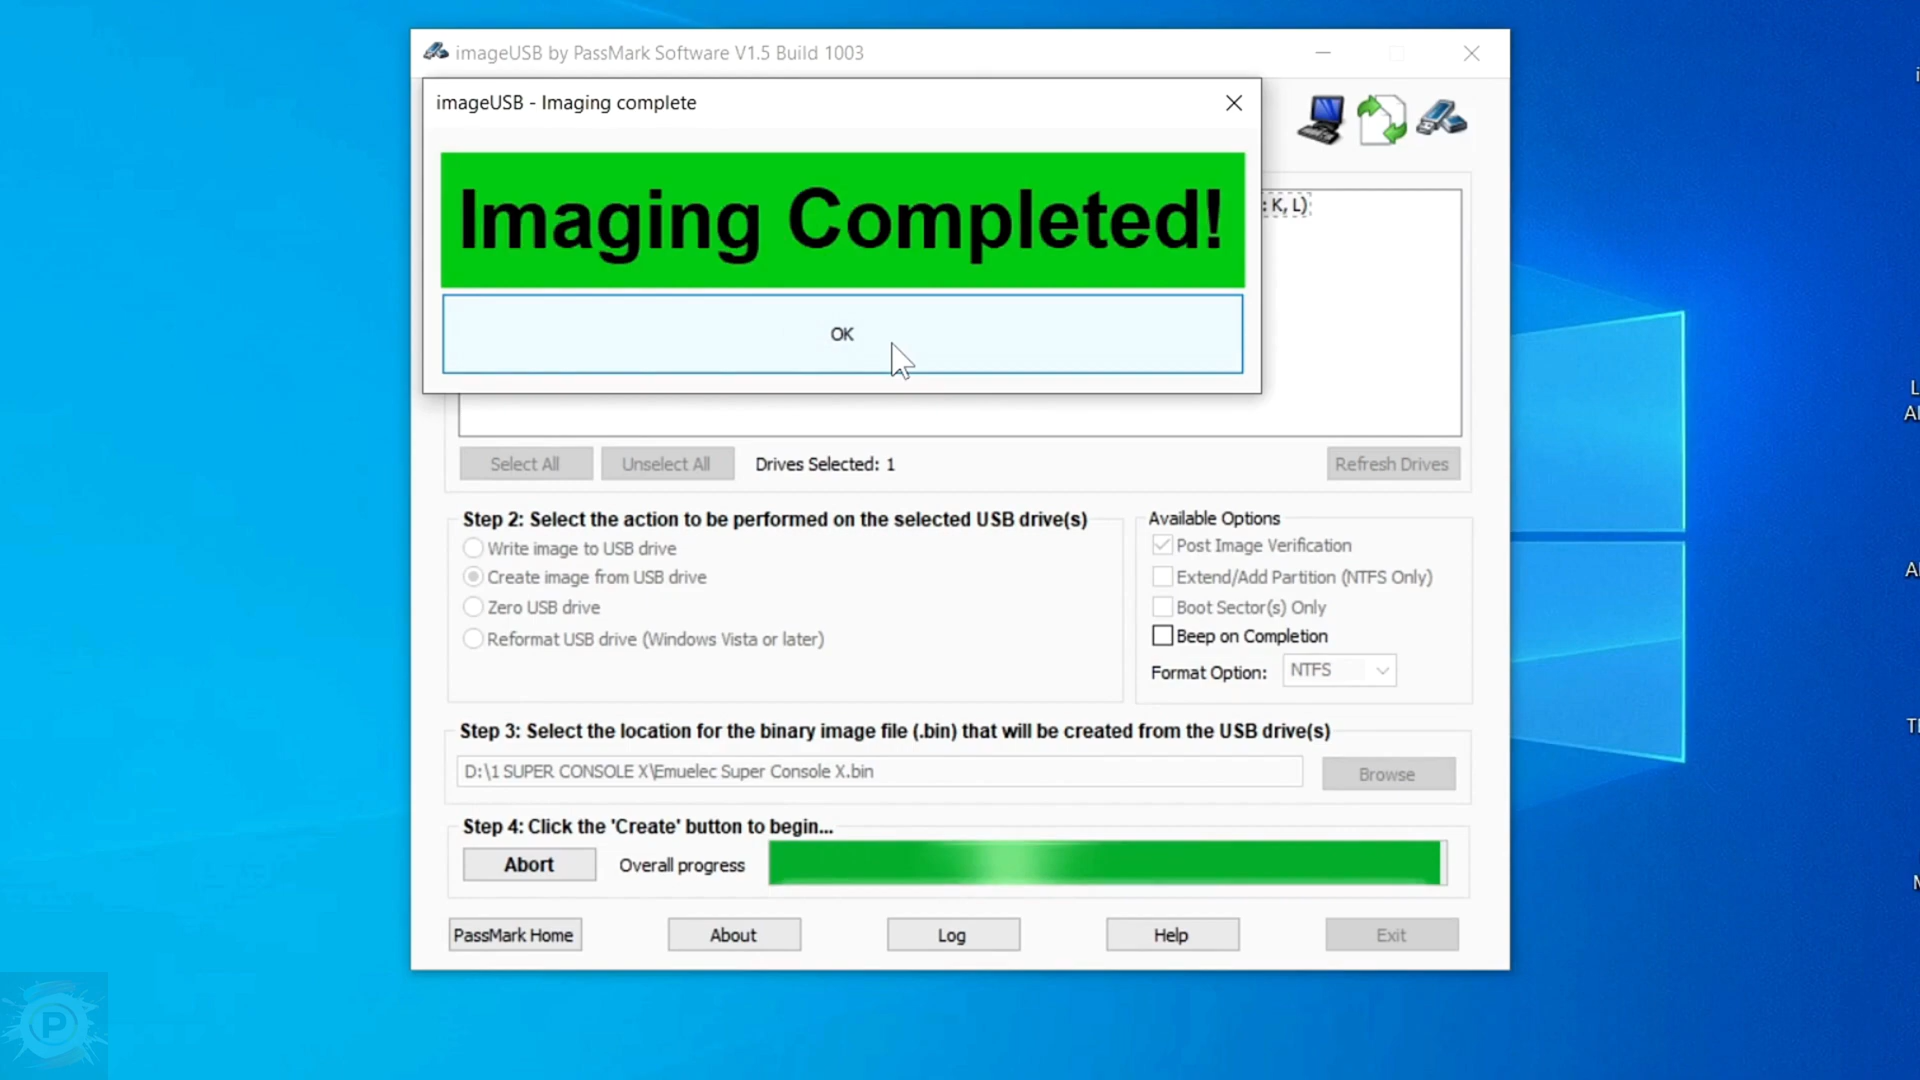 imageUSB by PassMark Software V1.5 Build 1003
imageUSB - Imaging complete
Imaging Completed!
OK
: K, L)
Select All
Unselect All
Drives Selected: 1
Refresh Drives
Step 2: Select the action to be performed on the selected USB drive(s)
Write image to USB drive
Create image from USB drive
Zero USB drive
Reformat USB drive (Windows Vista or later)
Available Options
Post Image Verification
Extend/Add Partition (NTFS Only)
Boot Sector(s) Only
Beep on Completion
Format Option: NTFS
Step 3: Select the location for the binary image file (.bin) that will be created from the USB drive(s)
D:\1 SUPER CONSOLE X\Emuelec Super Console X.bin
Browse
Step 4: Click the 'Create' button to begin...
Abort
Overall progress
PassMark Home
About
Log
Help
Exit
P